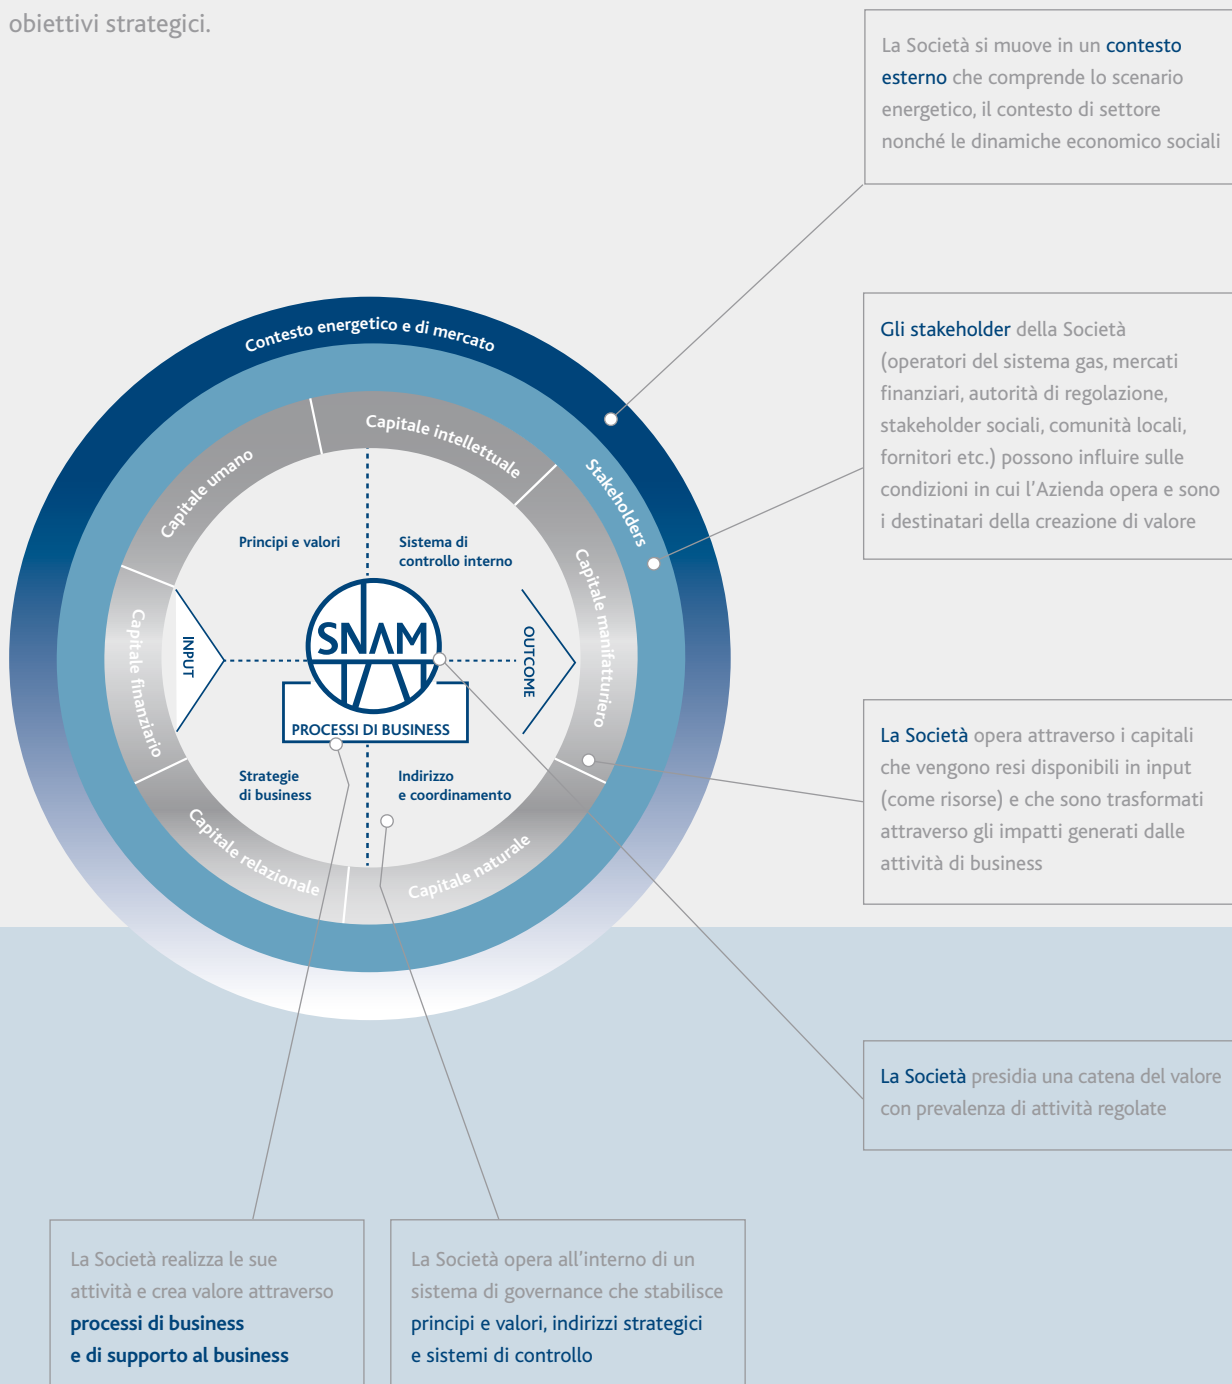 obiettivi strategici.
La Società si muove in un contesto
esterno che comprende lo scenario
energetico, il contesto di settore
nonché le dinamiche economico sociali
Gli stakeholder della Società
(operatori del sistema gas, mercati
finanziari, autorità di regolazione,
stakeholder sociali, comunità locali,
fornitori etc.) possono influire sulle
condizioni in cui l'Azienda opera e sono
i destinatari della creazione di valore
Contesto energetico e di mercato
Stakeholders
Capitale umano
Capitale intellettuale
Capitale manifatturiero
Capitale finanziario
Capitale relazionale
Capitale naturale
Principi e valori
Sistema di
controllo interno
INPUT
SNAM
OUTCOME
PROCESSI DI BUSINESS
Strategie
di business
Indirizzo
e coordinamento
La Società opera attraverso i capitali
che vengono resi disponibili in input
(come risorse) e che sono trasformati
attraverso gli impatti generati dalle
attività di business
La Società presidia una catena del valore
con prevalenza di attività regolate
La Società realizza le sue
attività e crea valore attraverso
processi di business
e di supporto al business
La Società opera all'interno di un
sistema di governance che stabilisce
principi e valori, indirizzi strategici
e sistemi di controllo